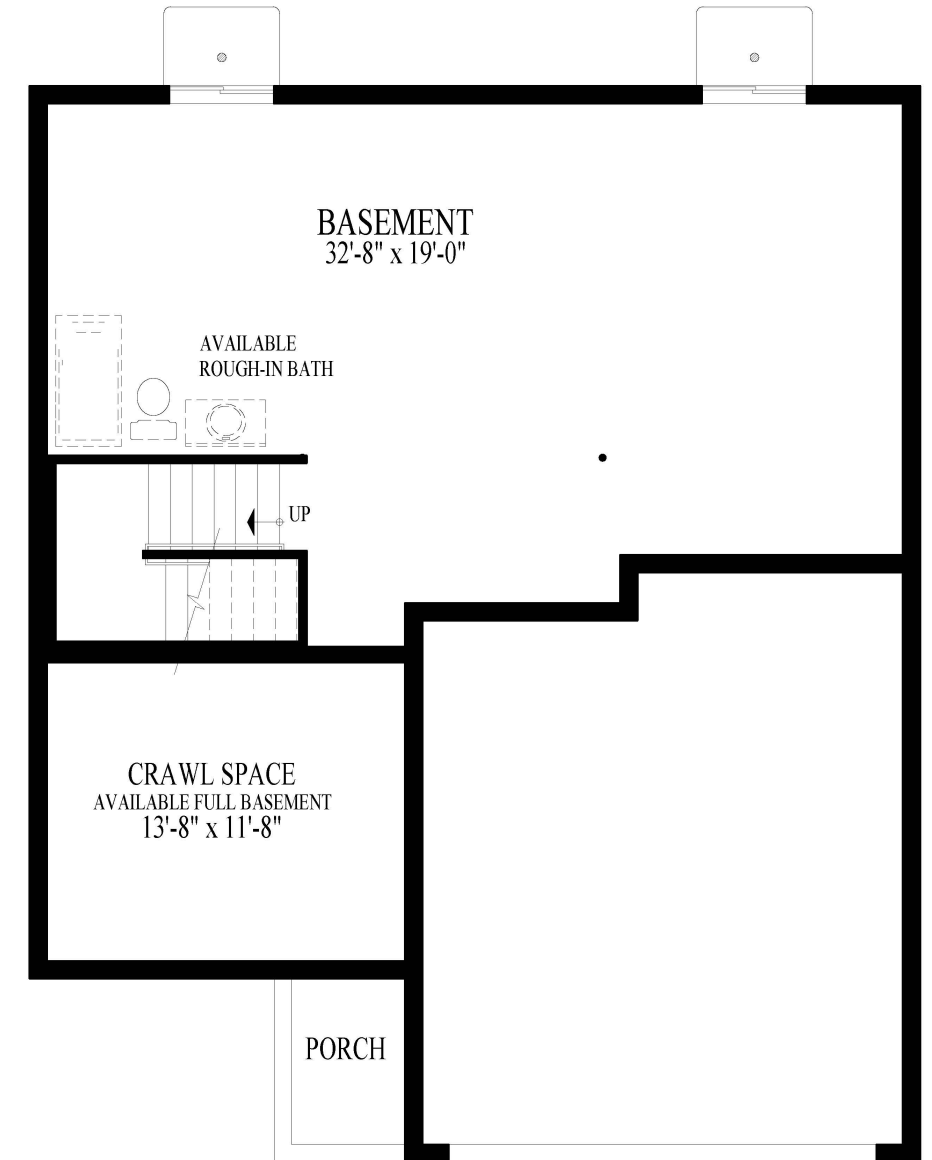 BASEMENT
32'-8" x 19'-0"
AVAILABLE
ROUGH-IN BATH
UP
CRAWL SPACE
AVAILABLE FULL BASEMENT
13'-8" x 11'-8"
PORCH